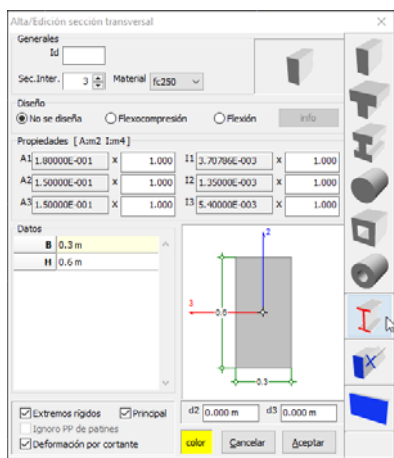 Alta/Edición sección transversal
Generales
Id
Sec.Inter. 3 Material fc250
Diseño
No se diseña Flexocompresión Flexión info
Propiedades [A:m2 I:m4]
A1 1.80000E-001 x 1.000 I1 3.70786E-003 x 1.000
A2 1.50000E-001 x 1.000 I2 1.35000E-003 x 1.000
A3 1.50000E-001 x 1.000 I3 5.40000E-003 x 1.000
Datos
B 0.3 m
H 0.6 m
2
3
0.6
0.3
X
Extremos rígidos Principal d2 0.000 m d3 0.000 m
Ignoro PP de patines
Deformación por cortante color Cancelar Aceptar